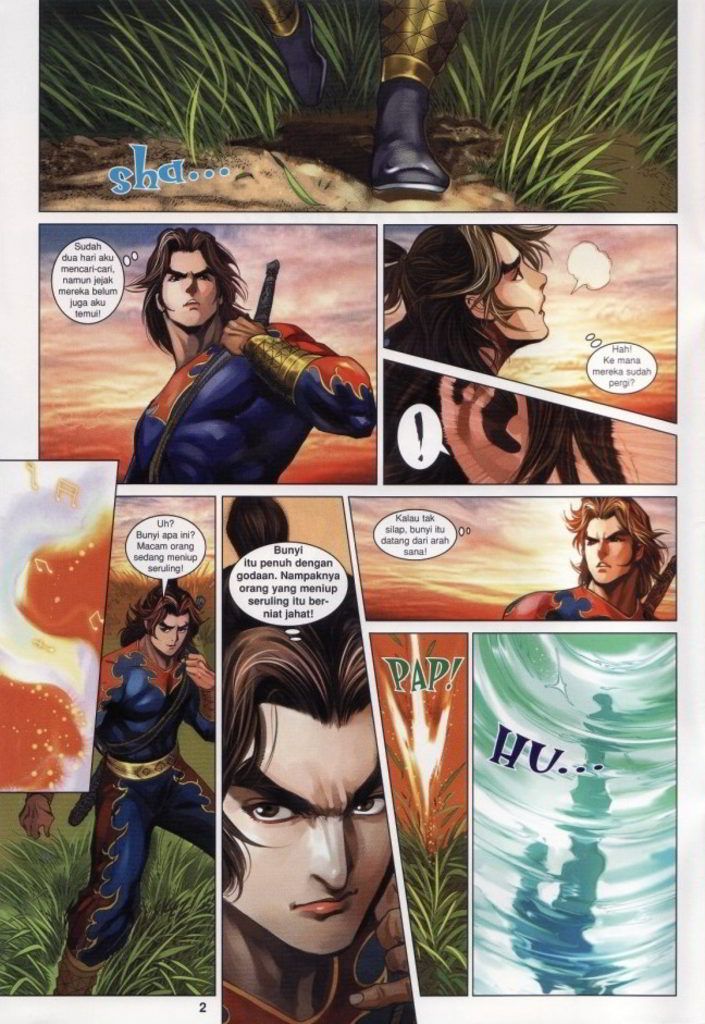 sha...
Sudah
dua hari aku
mencari-cari,
namun jejak
mereka belum
juga aku
temui!
Hah!
Ke mana
mereka sudah
pergi?
!
Uh?
Bunyi apa ini?
Macam orang
sedang meniup
seruling!
Bunyi
itu penuh dengan
godaan. Nampaknya
orang yang meniup
seruling itu ber-
niat jahat!
Kalau tak
silap, bunyi itu
datang dari arah
sana!
PAP!
HU...
2